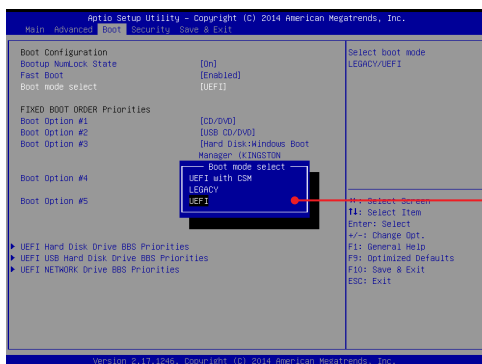 Aptio Setup Utility – Copyright (C) 2014 American Megatrends, Inc.
Main Advanced Boot Security Save & Exit
Boot Configuration
Bootup NumLock State [On]
Fast Boot [Enabled]
Boot mode select [UEFI]
FIXED BOOT ORDER Priorities
Boot Option #1 [CD/DVD]
Boot Option #2 [USB CD/DVD]
Boot Option #3 [Hard Disk:Windows Boot
Manager (KINGSTON
Boot Option #4
Boot Option #5
Boot mode select
UEFI with CSM
LEGACY
UEFI
▶ UEFI Hard Disk Drive BBS Priorities
▶ UEFI USB Hard Disk Drive BBS Priorities
▶ UEFI NETWORK Drive BBS Priorities
Select boot mode
LEGACY/UEFI
: Select Screen
↑↓: Select Item
Enter: Select
+/-: Change Opt.
F1: General Help
F9: Optimized Defaults
F10: Save & Exit
ESC: Exit
Version 2.17.1246. Copyright (C) 2014 American Megatrends, Inc.